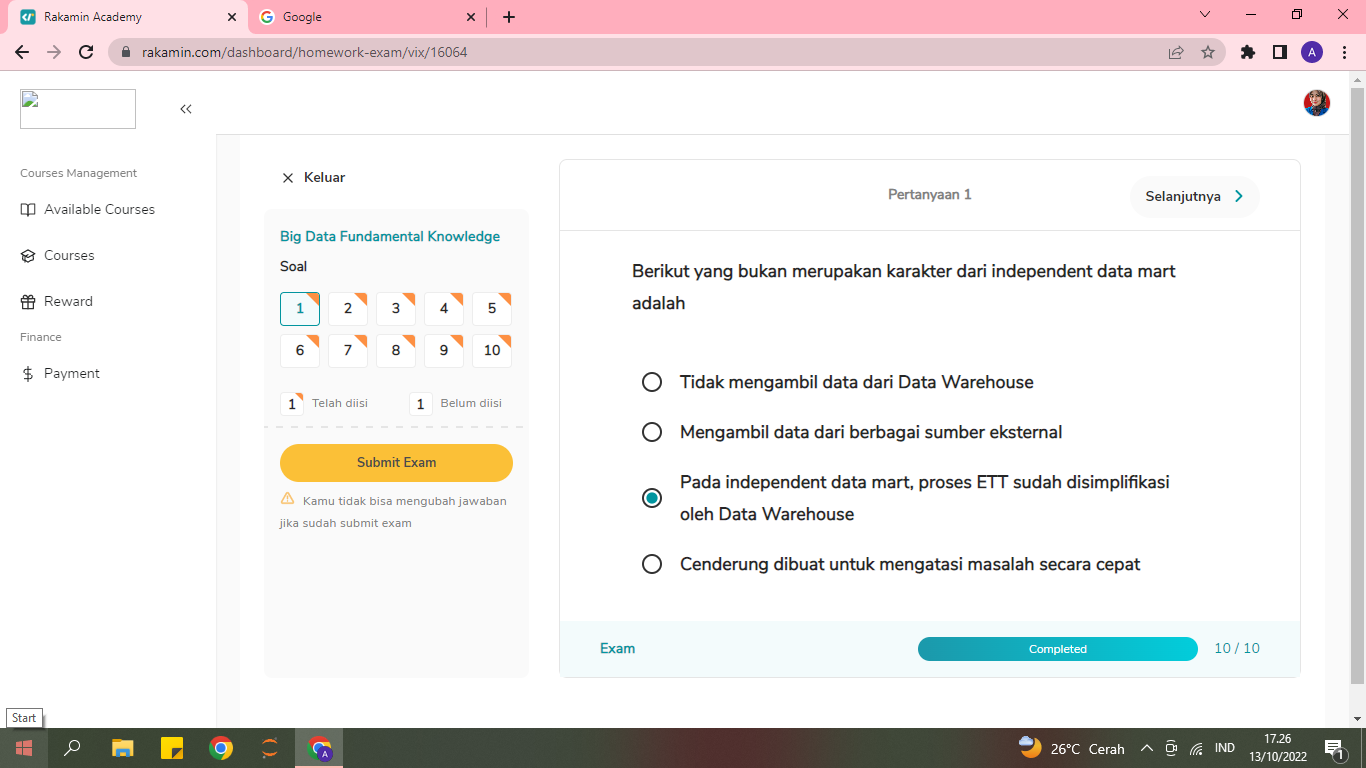 Rakamin Academy
Google
rakamin.com/dashboard/homework-exam/vix/16064
A
Courses Management
Available Courses
Courses
Reward
Finance
Payment
Keluar
Big Data Fundamental Knowledge
Soal
1 2 3 4 5
6 7 8 9 10
1 Telah diisi 1 Belum diisi
Submit Exam
Kamu tidak bisa mengubah jawaban
jika sudah submit exam
Pertanyaan 1
Selanjutnya
Berikut yang bukan merupakan karakter dari independent data mart
adalah
Tidak mengambil data dari Data Warehouse
Mengambil data dari berbagai sumber eksternal
Pada independent data mart, proses ETT sudah disimplifikasi
oleh Data Warehouse
Cenderung dibuat untuk mengatasi masalah secara cepat
Exam
Completed
10 / 10
Start
A
26°C Cerah
IND
17.26
13/10/2022
1